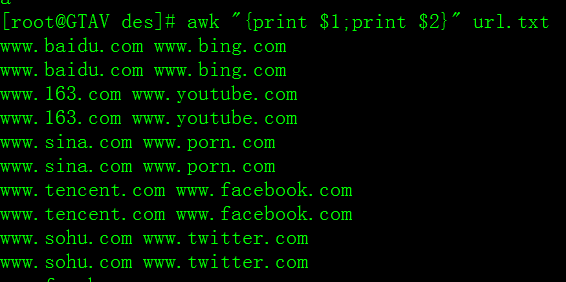 [root@GTAV des]# awk "{print $1;print $2}" url.txt
www.baidu.com www.bing.com
www.baidu.com www.bing.com
www.163.com www.youtube.com
www.163.com www.youtube.com
www.sina.com www.porn.com
www.sina.com www.porn.com
www.tencent.com www.facebook.com
www.tencent.com www.facebook.com
www.sohu.com www.twitter.com
www.sohu.com www.twitter.com